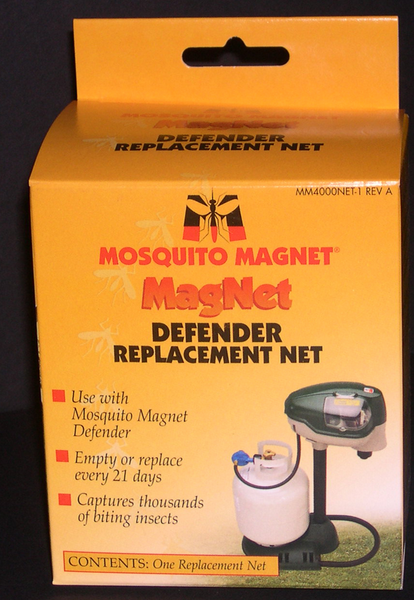 MagNet
DEFENDER
REPLACEMENT NET
MM4000NET-1 REV A
MOSQUITO MAGNET®
MagNet
DEFENDER
REPLACEMENT NET
Use with
Mosquito Magnet
Defender
Empty or replace
every 21 days
Captures thousands
of biting insects
CONTENTS: One Replacement Net